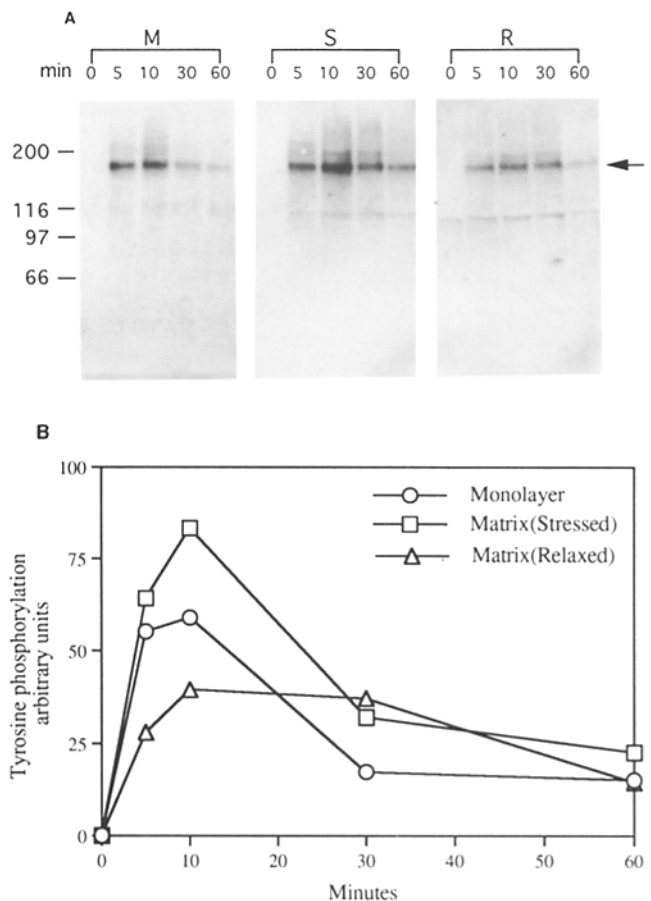 A
M S R
min 0 5 10 30 60 0 5 10 30 60 0 5 10 30 60
200
116
97
66
B
100
Monolayer
Matrix(Stressed)
75
Matrix(Relaxed)
50
25
0
Tyrosine phosphorylation
arbitrary units
0 10 20 30 40 50 60
Minutes